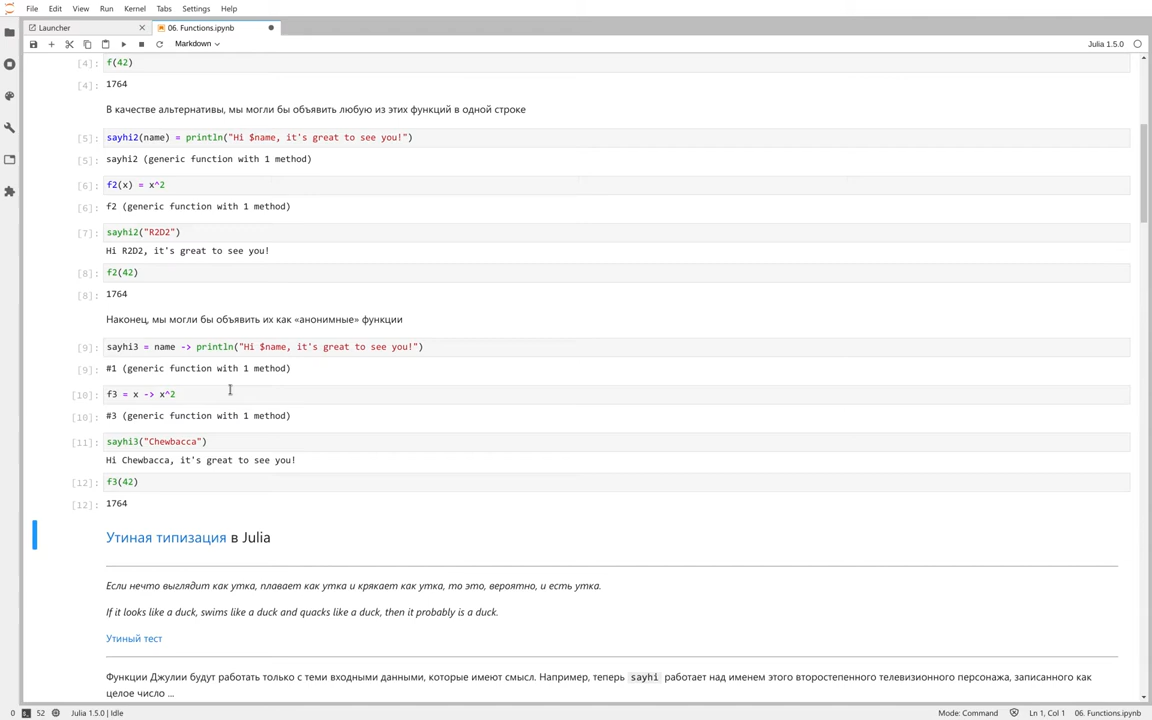 File Edit View Run Kernel Tabs Settings Help
Launcher 06. Functions.ipynb
Markdown Julia 1.5.0
[4]: f(42)
[4]: 1764
В качестве альтернативы, мы могли бы объявить любую из этих функций в одной строке
[5]: sayhi2(name) = println("Hi $name, it's great to see you!")
[5]: sayhi2 (generic function with 1 method)
[6]: f2(x) = x^2
[6]: f2 (generic function with 1 method)
[7]: sayhi2("R2D2")
Hi R2D2, it's great to see you!
[8]: f2(42)
[8]: 1764
Наконец, мы могли бы объявить их как «анонимные» функции
[9]: sayhi3 = name -> println("Hi $name, it's great to see you!")
[9]: #1 (generic function with 1 method)
[10]: f3 = x -> x^2
[10]: #3 (generic function with 1 method)
[11]: sayhi3("Chewbacca")
Hi Chewbacca, it's great to see you!
[12]: f3(42)
[12]: 1764
Утиная типизация в Julia
Если нечто выглядит как утка, плавает как утка и крякает как утка, то это, вероятно, и есть утка.
If it looks like a duck, swims like a duck and quacks like a duck, then it probably is a duck.
Утиный тест
Функции Джулии будут работать только с теми входными данными, которые имеют смысл. Например, теперь sayhi работает над именем этого второстепенного телевизионного персонажа, записанного как
целое число ...
0 52 Julia 1.5.0 | Idle Mode: Command Ln 1, Col 1 06. Functions.ipynb